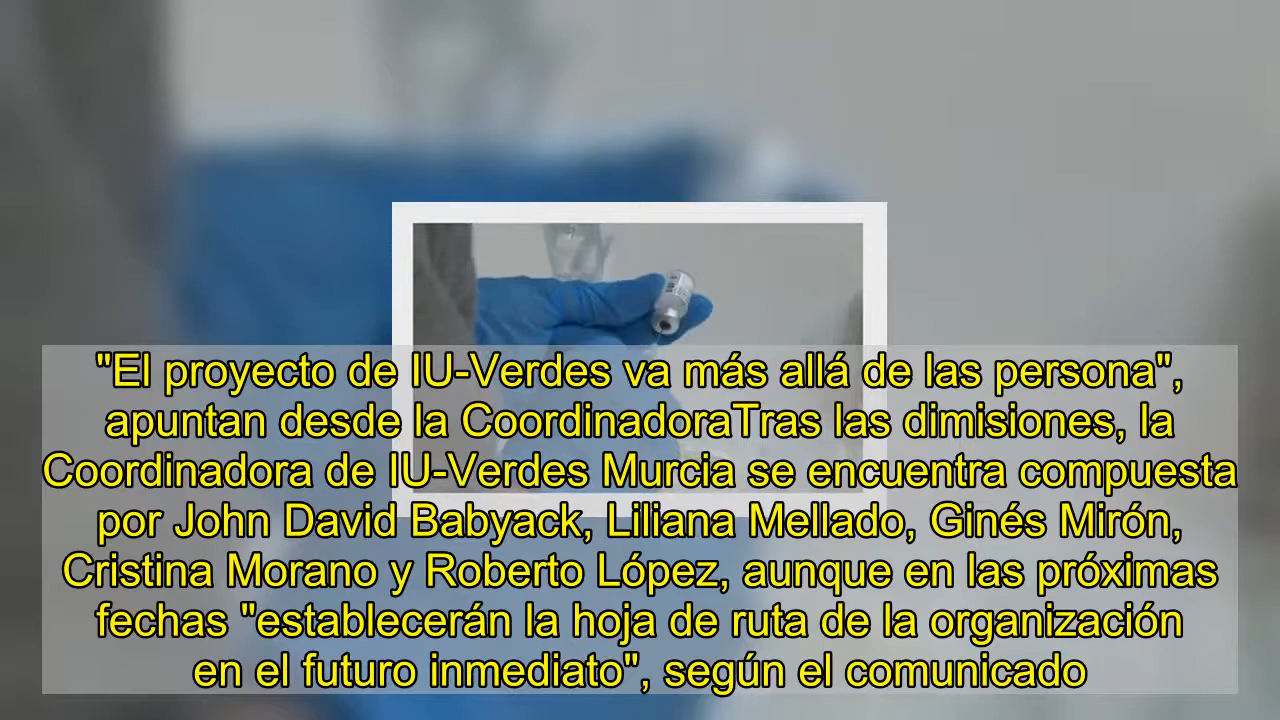 "El proyecto de IU-Verdes va más allá de las persona",
apuntan desde la CoordinadoraTras las dimisiones, la
Coordinadora de IU-Verdes Murcia se encuentra compuesta
por John David Babyack, Liliana Mellado, Ginés Mirón,
Cristina Morano y Roberto López, aunque en las próximas
fechas "establecerán la hoja de ruta de la organización
en el futuro inmediato", según el comunicado